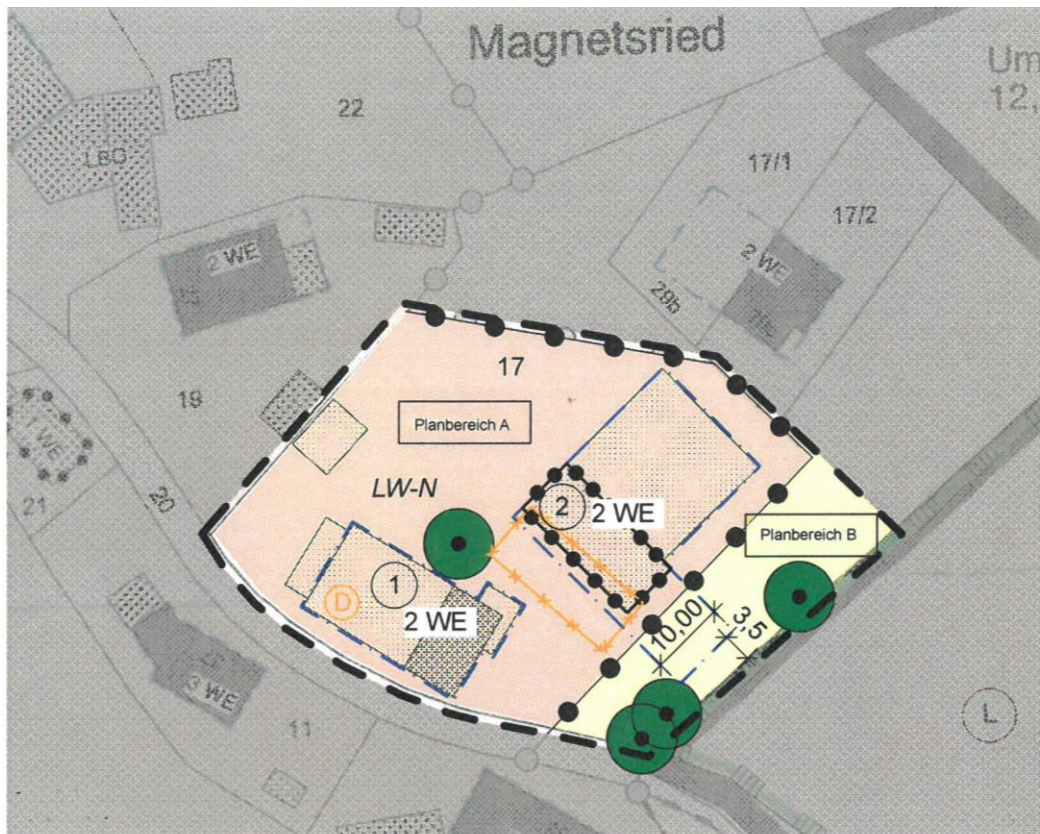 Magnetsried
Um
12,
22
17/1
17/2
LBG
2 WE
2 WE
29b
17
19
Planbereich A
1 WE
LW-N
2
2 WE
Planbereich B
21
20
1
D
2 WE
10,00
3,5
3 WE
11
L